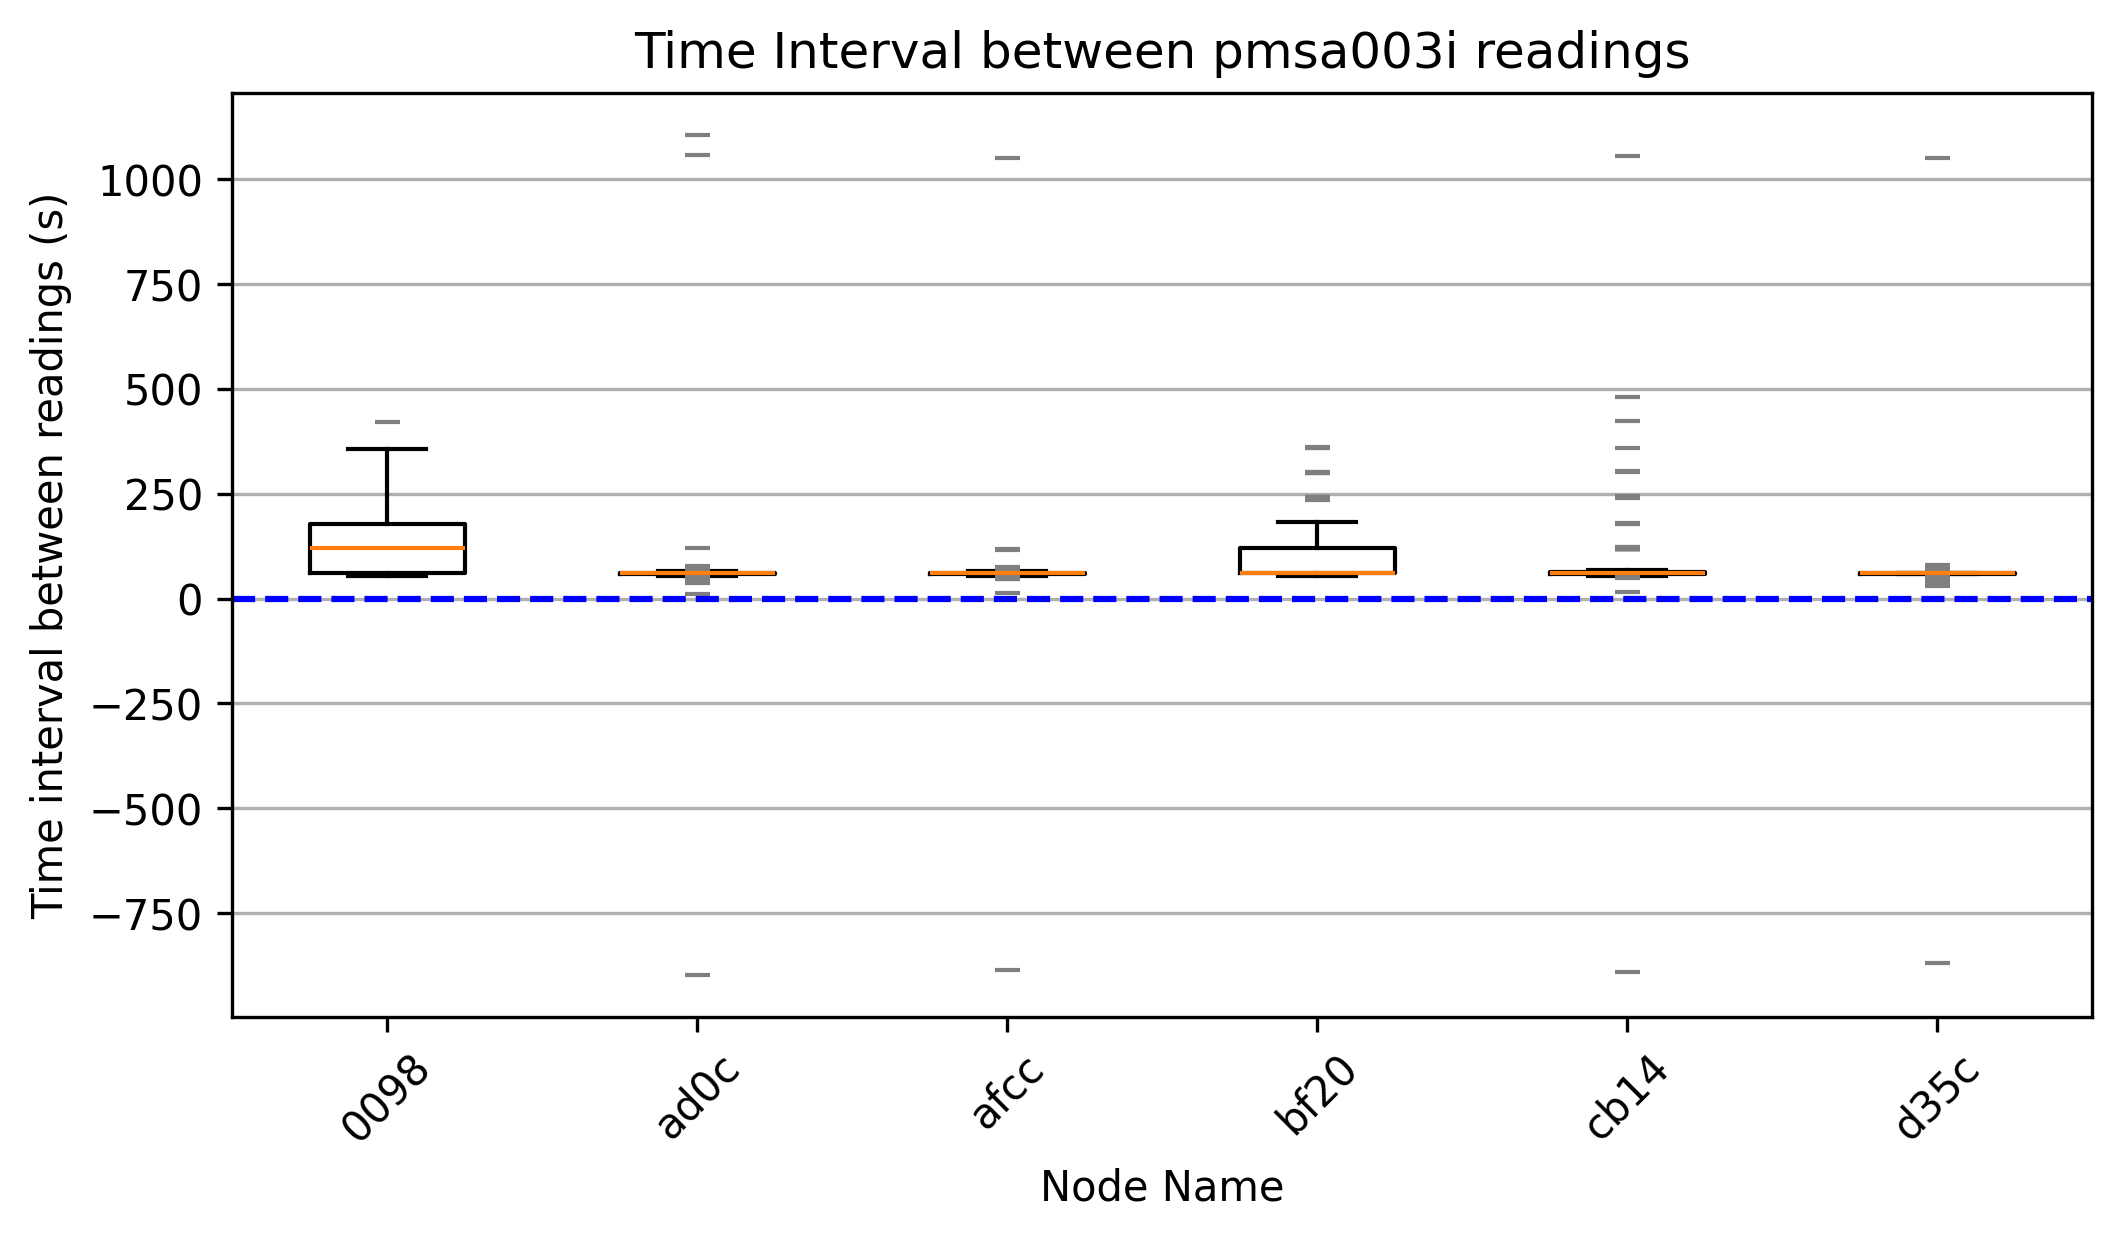 Time Interval between pmsa003i readings
Time interval between readings (s)
1000
750
500
250
0
−250
−500
−750
0098
ad0c
afcc
bf20
cb14
d35c
Node Name